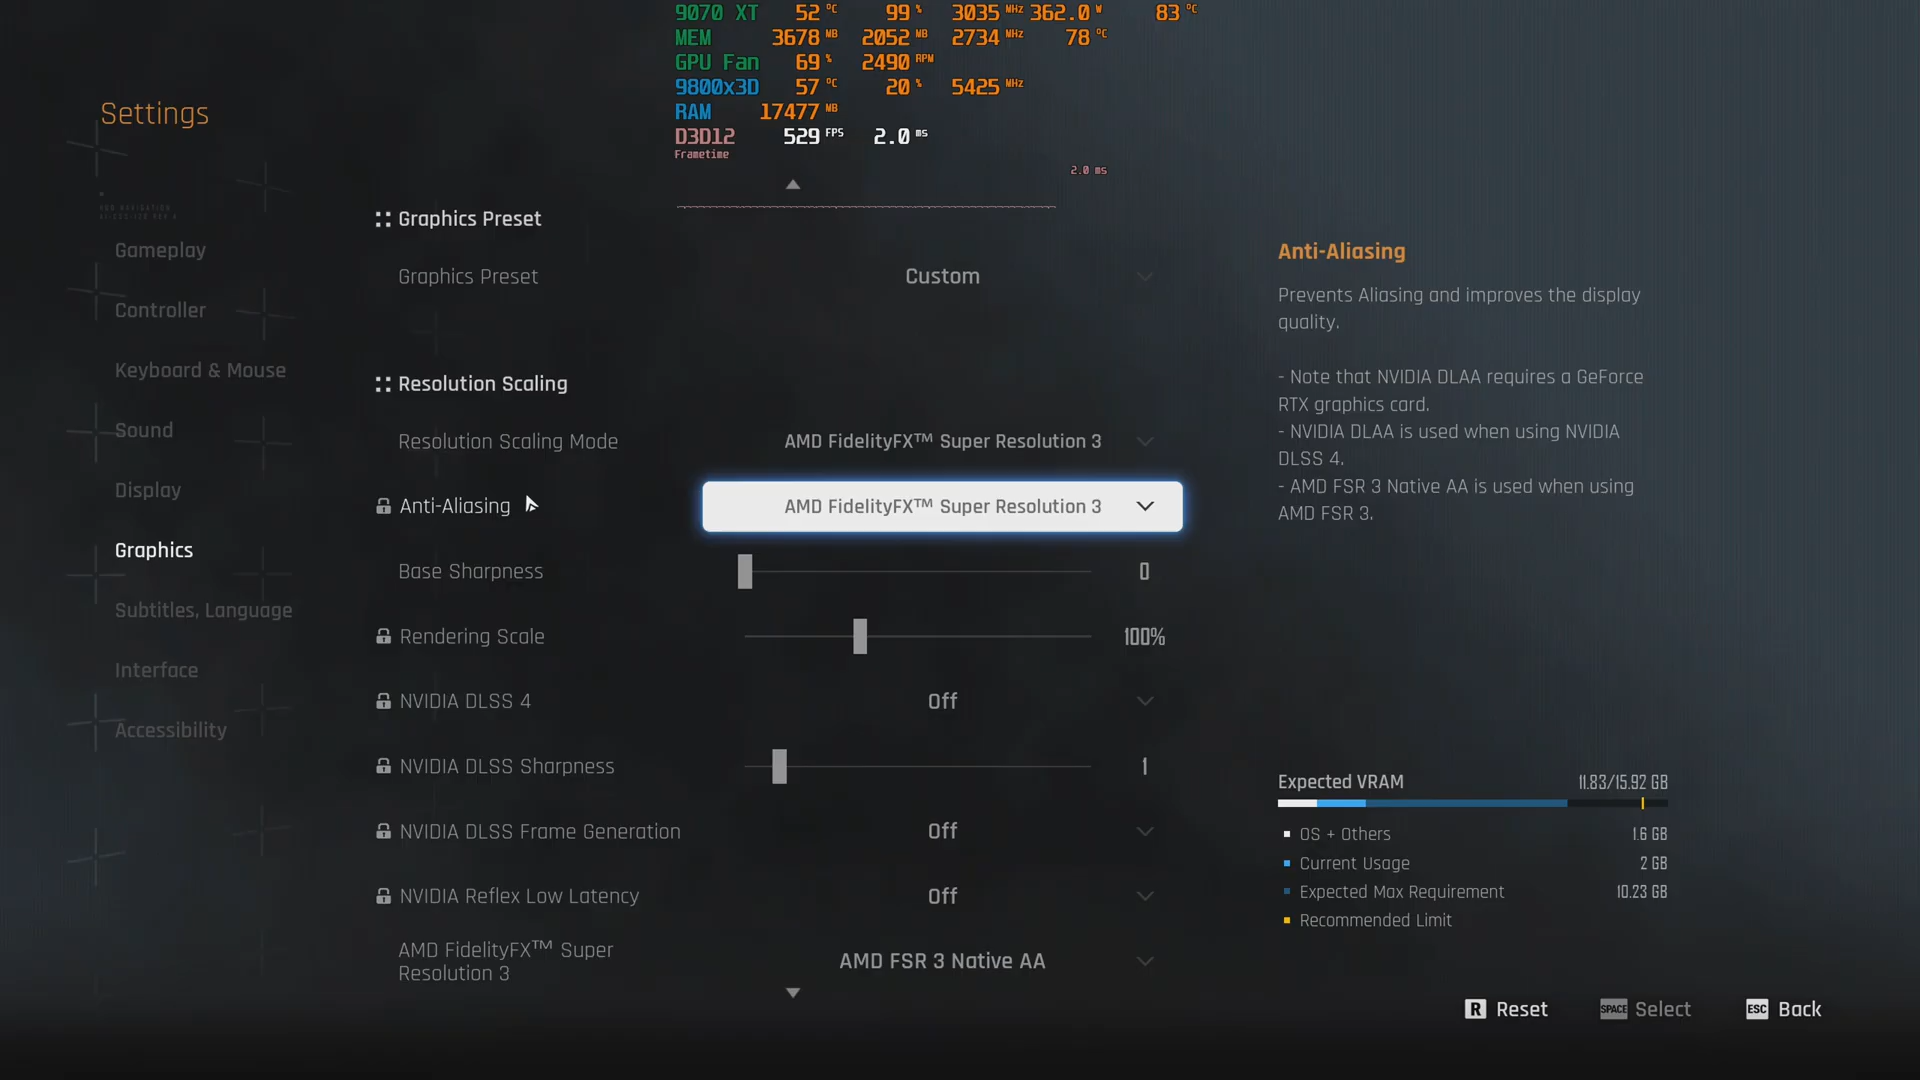 9070 XT 52 °C 99 % 3035 MHz 362.0 W 83 °C
MEM 3678 MB 2052 MB 2734 MHz 78 °C
GPU Fan 69 % 2490 RPM
9800x3D 57 °C 20 % 5425 MHz
RAM 17477 MB
D3D12 529 FPS 2.0 ms
Frametime
2.0 ms
Settings
Gameplay
Controller
Keyboard & Mouse
Sound
Display
Graphics
Subtitles, Language
Interface
Accessibility
Graphics Preset
Graphics Preset Custom
Resolution Scaling
Resolution Scaling Mode AMD FidelityFX™ Super Resolution 3
Anti-Aliasing AMD FidelityFX™ Super Resolution 3
Base Sharpness 0
Rendering Scale 100%
NVIDIA DLSS 4 Off
NVIDIA DLSS Sharpness 1
NVIDIA DLSS Frame Generation Off
NVIDIA Reflex Low Latency Off
AMD FidelityFX™ Super
Resolution 3
AMD FSR 3 Native AA
Anti-Aliasing
Prevents Aliasing and improves the display
quality.
- Note that NVIDIA DLAA requires a GeForce
RTX graphics card.
- NVIDIA DLAA is used when using NVIDIA
DLSS 4.
- AMD FSR 3 Native AA is used when using
AMD FSR 3.
Expected VRAM 11.83/15.92 GB
OS + Others 1.6 GB
Current Usage 2 GB
Expected Max Requirement 10.23 GB
Recommended Limit
R Reset
SPACE Select
ESC Back